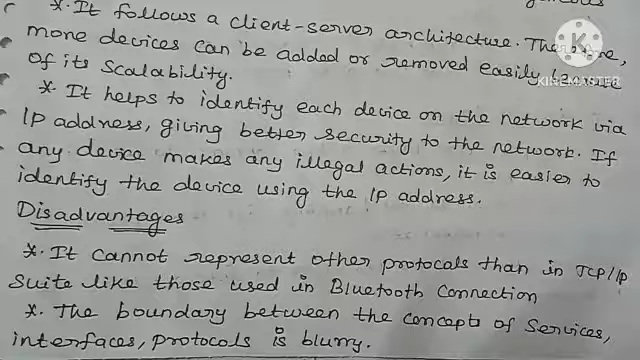 *. It follows a client-server architecture. Therefore,
more devices can be added or removed easily because
of its scalability.
*. It helps to identify each device on the network via
IP address, giving better security to the network. If
any device makes any illegal actions, it is easier to
identify the device using the IP address.
Disadvantages
*. It cannot represent other protocals than in TCP/IP
Suite like those used in Bluetooth Connection
*. The boundary between the concepts of Services,
interfaces, protocols is blurry.
KINEMASTER